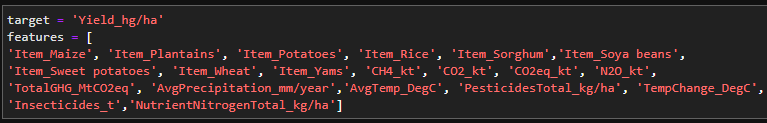 target = 'Yield_hg/ha'
features = [
'Item_Maize', 'Item_Plantains', 'Item_Potatoes', 'Item_Rice', 'Item_Sorghum','Item_Soya beans',
'Item_Sweet potatoes', 'Item_Wheat', 'Item_Yams', 'CH4_kt', 'CO2_kt', 'CO2eq_kt', 'N2O_kt',
'TotalGHG_MtCO2eq', 'AvgPrecipitation_mm/year','AvgTemp_DegC', 'PesticidesTotal_kg/ha', 'TempChange_DegC',
'Insecticides_t','NutrientNitrogenTotal_kg/ha']